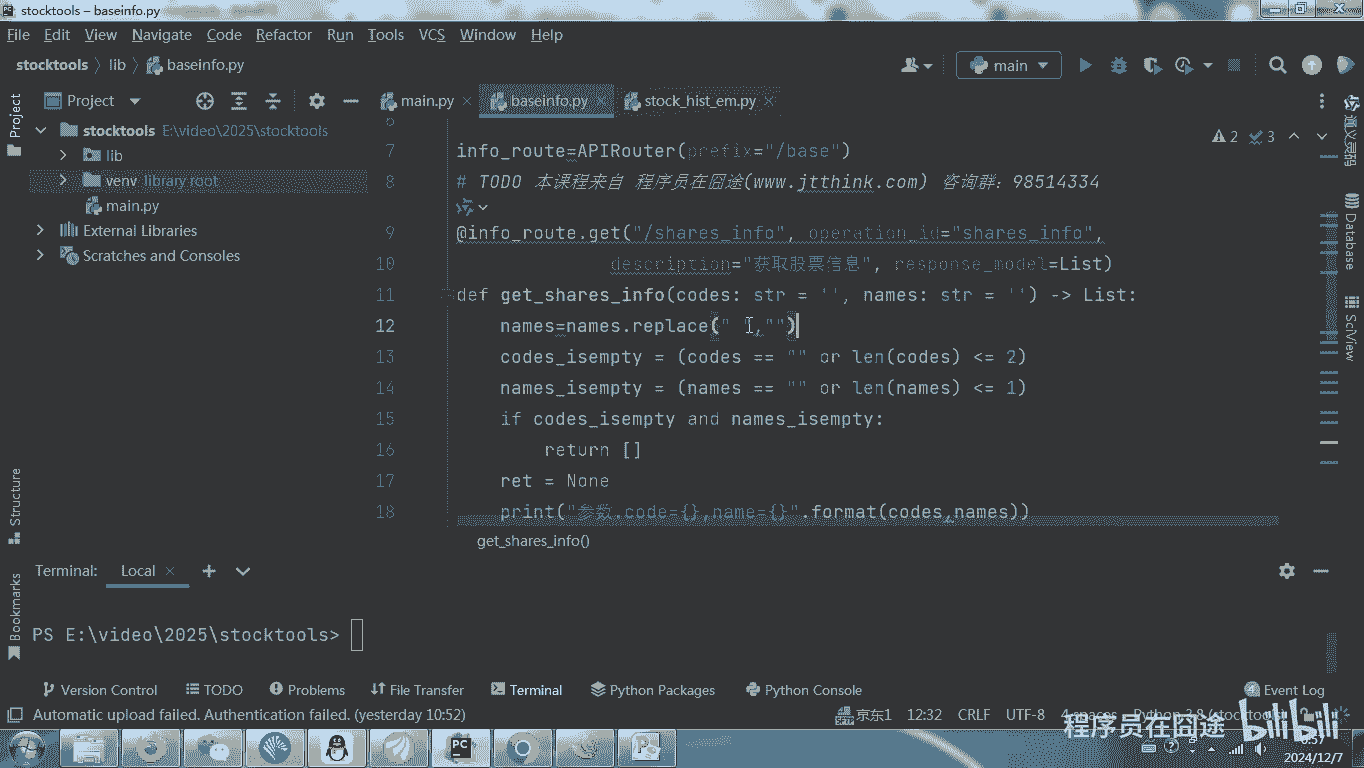 stocktools – baseinfo.py
File Edit View Navigate Code Refactor Run Tools VCS Window Help
stocktools lib baseinfo.py main
Project main.py baseinfo.py stock_hist_em.py
stocktools E:\video\2025\stocktools
lib
venv library root
main.py
External Libraries
Scratches and Consoles
Project
Structure
Bookmarks
6
7 info_route=APIRouter(prefix="/base") 2 3
8 # TODO 本课程来自 程序员在囧途(www.jtthink.com) 咨询群：98514334
9 @info_route.get("/shares_info", operation_id="shares_info",
10 description="获取股票信息", response_model=List)
11 def get_shares_info(codes: str = '', names: str = '') -> List:
12 names=names.replace(" ","")
13 codes_isempty = (codes == "" or len(codes) <= 2)
14 names_isempty = (names == "" or len(names) <= 1)
15 if codes_isempty and names_isempty:
16 return []
17 ret = None
18 print("参数.code={},name={}".format(codes,names))
get_shares_info()
通义灵码
Database
SciView
Terminal: Local
PS E:\video\2025\stocktools>
Version Control TODO Problems File Transfer Terminal Python Packages Python Console Event Log
Automatic upload failed. Authentication failed. (yesterday 10:52) 京东1 12:32 CRLF UTF-8 4 spaces
程序员在囧途 bilibili
2024/12/7